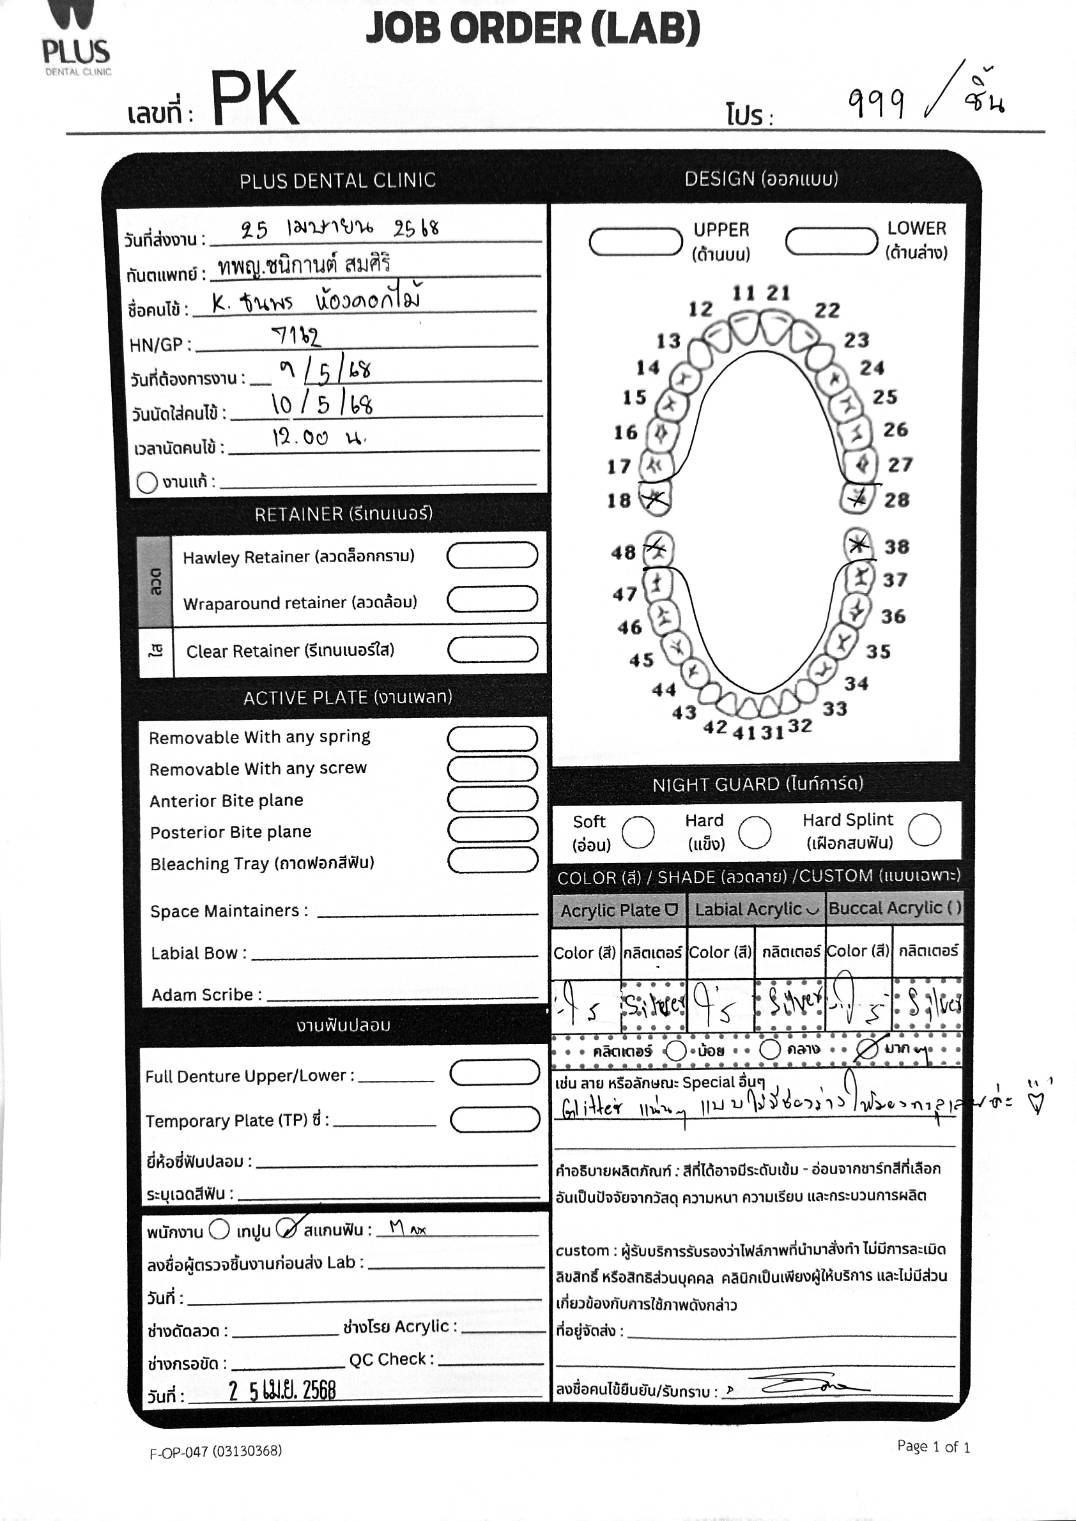 JOB ORDER (LAB)
PLUS
DENTAL CLINIC
เลขที่ : PK
โปร : 999 / ชิ้น
PLUS DENTAL CLINIC
วันที่ส่งงาน : 25 เมษายน 2568
ทันตแพทย์ : ทพญ.ชนิกานต์ สมศิริ
ชื่อคนไข้ : K. ธนพร ห้องดอกไม้
HN/GP : 7162
วันที่ต้องการงาน : 9/5/68
วันนัดใส่คนไข้ : 10/5/68
เวลานัดคนไข้ : 12.00 น.
งานแก้ :
RETAINER (รีเทนเนอร์)
ลวด
Hawley Retainer (ลวดล็อกกราม)
Wraparound retainer (ลวดล้อม)
ใส
Clear Retainer (รีเทนเนอร์ใส)
ACTIVE PLATE (งานเพลท)
Removable With any spring
Removable With any screw
Anterior Bite plane
Posterior Bite plane
Bleaching Tray (ถาดฟอกสีฟัน)
Space Maintainers :
Labial Bow :
Adam Scribe :
งานฟันปลอม
Full Denture Upper/Lower :
Temporary Plate (TP) ซี่ :
ยี่ห้อซี่ฟันปลอม :
ระบุเฉดสีฟัน :
พนักงาน เทปูน สแกนฟัน : Max
ลงชื่อผู้ตรวจชิ้นงานก่อนส่ง Lab :
วันที่ :
ช่างดัดลวด : ช่างโรย Acrylic :
ช่างกรอขัด : QC Check :
วันที่ : 2 5 เม.ย. 2568
DESIGN (ออกแบบ)
UPPER (ด้านบน)
LOWER (ด้านล่าง)
11 21
12 22
13 23
14 24
15 25
16 26
17 27
18 28
48 38
47 37
46 36
45 35
44 34
43 33
42 41 31 32
NIGHT GUARD (ไนท์การ์ด)
Soft (อ่อน)
Hard (แข็ง)
Hard Splint (เฝือกสบฟัน)
COLOR (สี) / SHADE (ลวดลาย) /CUSTOM (แบบเฉพาะ)
Acrylic Plate Labial Acrylic Buccal Acrylic ( )
Color (สี) กลิตเตอร์ Color (สี) กลิตเตอร์ Color (สี) กลิตเตอร์
Silver Silver Silver
กลิตเตอร์ น้อย กลาง มาก ๆ
เช่น ลาย หรือลักษณะ Special อื่นๆ
Glitter แน่นๆ แบบไม่มีช่องว่าง
คำอธิบายผลิตภัณฑ์ : สีที่ได้อาจมีระดับเข้ม - อ่อนจากชาร์ทสีที่เลือก
อันเป็นปัจจัยจากวัสดุ ความหนา ความเรียบ และกระบวนการผลิต
custom : ผู้รับบริการรับรองว่าไฟล์ภาพที่นำมาสั่งทำ ไม่มีการละเมิด
ลิขสิทธิ์ หรือสิทธิส่วนบุคคล คลินิกเป็นเพียงผู้ให้บริการ และไม่มีส่วน
เกี่ยวข้องกับการใช้ภาพดังกล่าว
ที่อยู่จัดส่ง :
ลงชื่อคนไข้ยืนยัน/รับทราบ :
F-OP-047 (03130368)
Page 1 of 1